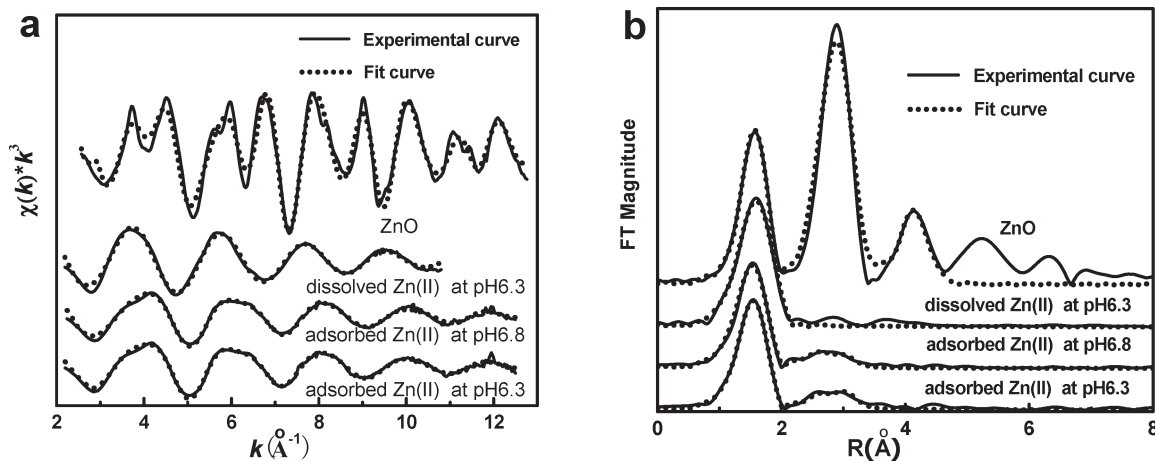 a
Experimental curve
Fit curve
χ(k)*k³
ZnO
dissolved Zn(II) at pH6.3
adsorbed Zn(II) at pH6.8
adsorbed Zn(II) at pH6.3
2 4 6 8 10 12
k(Å⁻¹)
b
Experimental curve
Fit curve
FT Magnitude
ZnO
dissolved Zn(II) at pH6.3
adsorbed Zn(II) at pH6.8
adsorbed Zn(II) at pH6.3
0 2 4 6 8
R(Å)